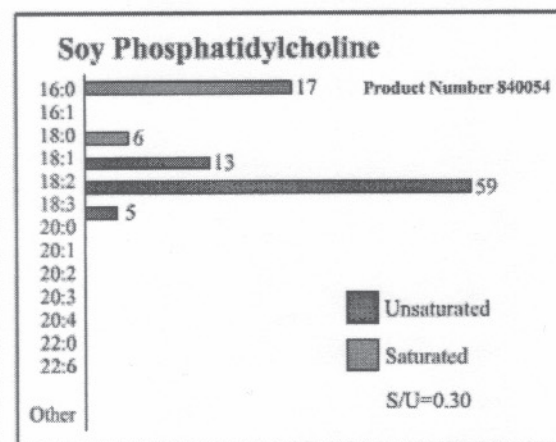 Soy Phosphatidylcholine
16:0 17 Product Number 840054
16:1
18:0 6
18:1 13
18:2 59
18:3 5
20:0
20:1
20:2
20:3
20:4
22:0
22:6
Other
Unsaturated
Saturated
S/U=0.30